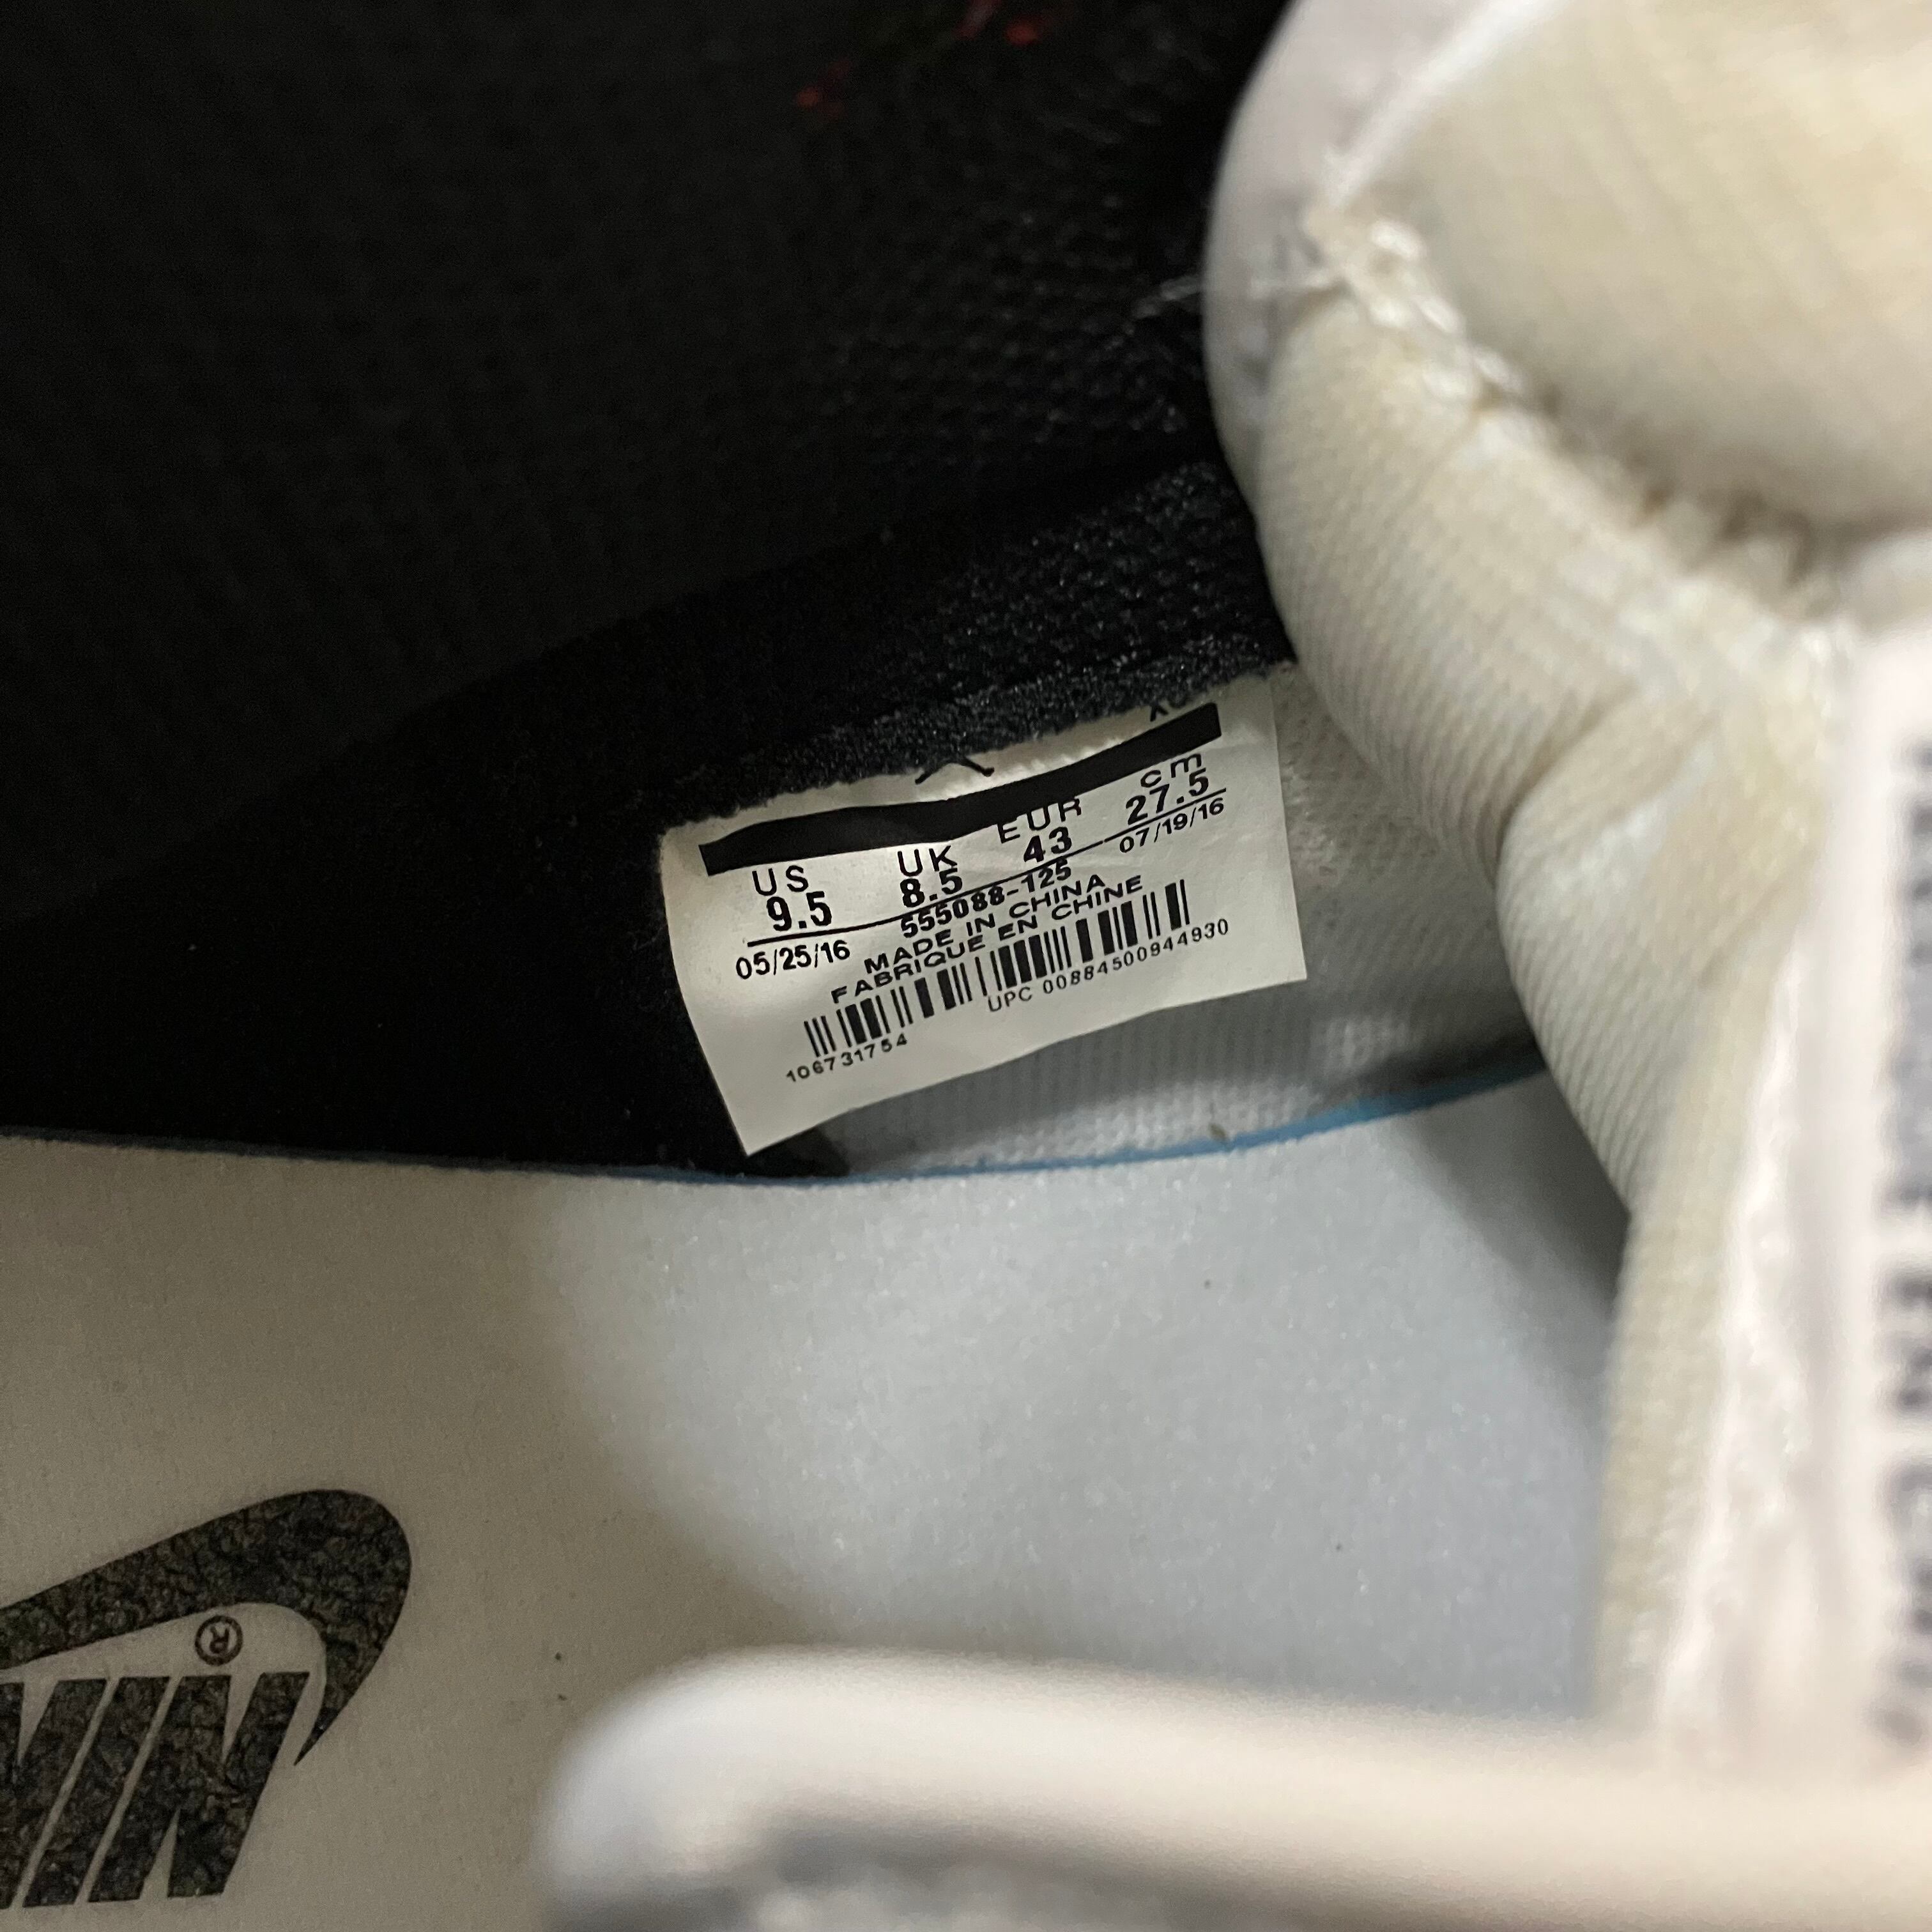 US UK EUR cm
9.5 8.5 43 27.5
05/25/16 555088-125 07/19/16
MADE IN CHINA
FABRIQUE EN CHINE
UPC 00884500944930
106731754
®